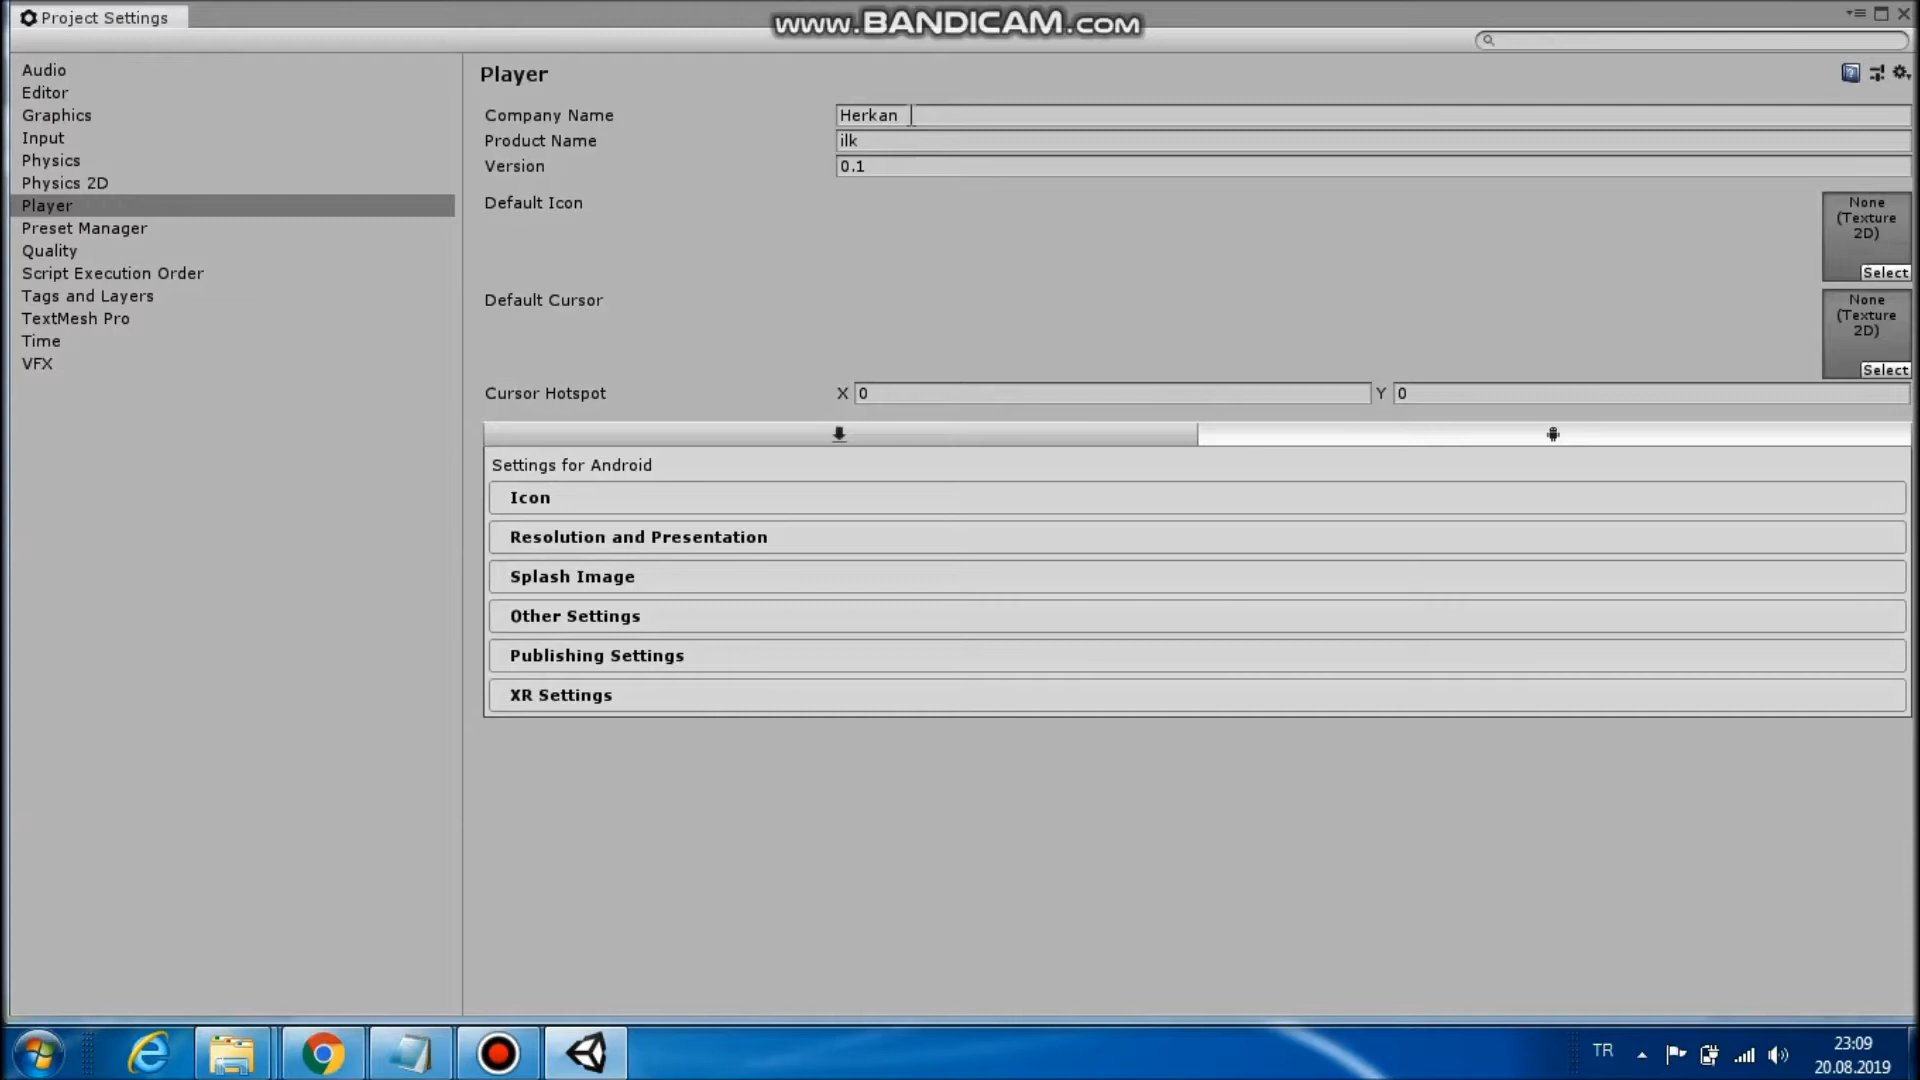 Project Settings
www.BANDICAM.com
Audio
Editor
Graphics
Input
Physics
Physics 2D
Player
Preset Manager
Quality
Script Execution Order
Tags and Layers
TextMesh Pro
Time
VFX
Player
Company Name
Herkan
Product Name
ilk
Version
0.1
Default Icon
None
(Texture
2D)
Select
Default Cursor
None
(Texture
2D)
Select
Cursor Hotspot
X 0
Y 0
Settings for Android
Icon
Resolution and Presentation
Splash Image
Other Settings
Publishing Settings
XR Settings
TR
23:09
20.08.2019